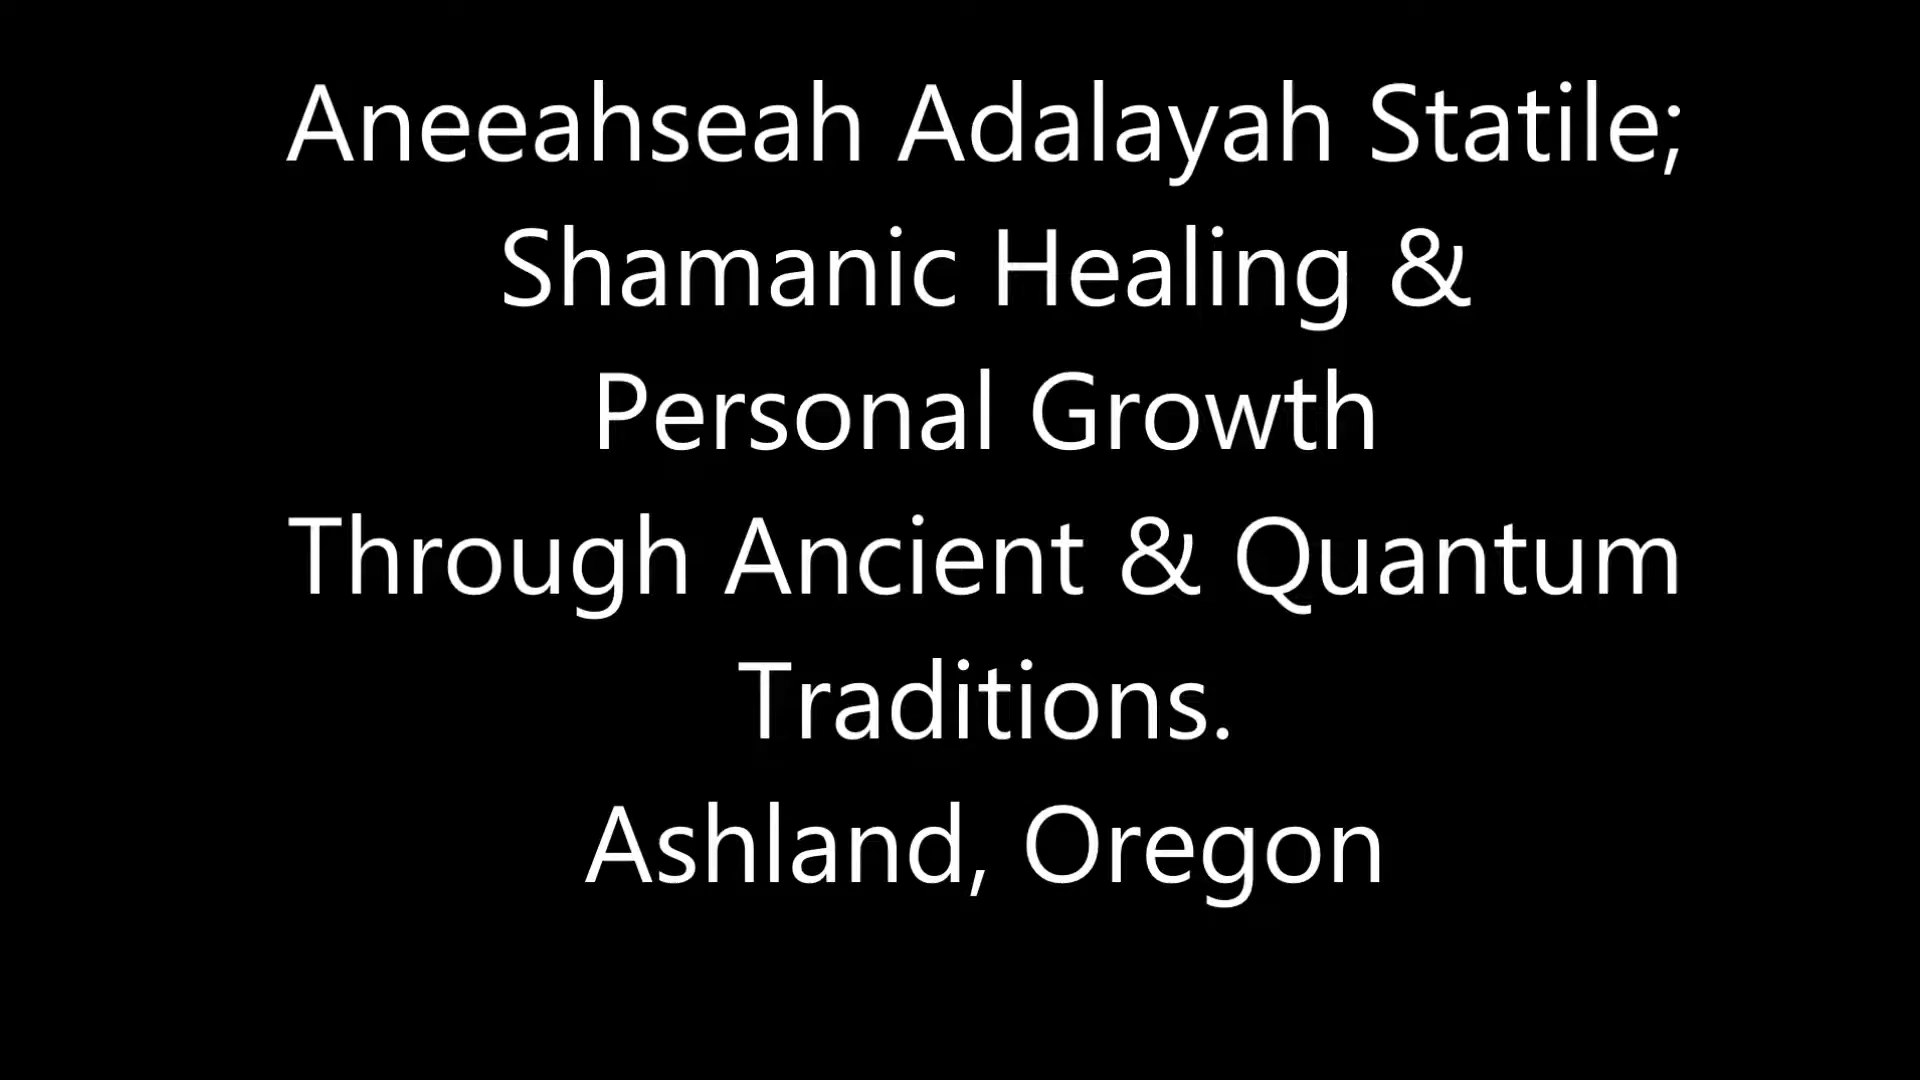 Aneeahseah Adalayah Statile;
Shamanic Healing &
Personal Growth
Through Ancient & Quantum
Traditions.
Ashland, Oregon